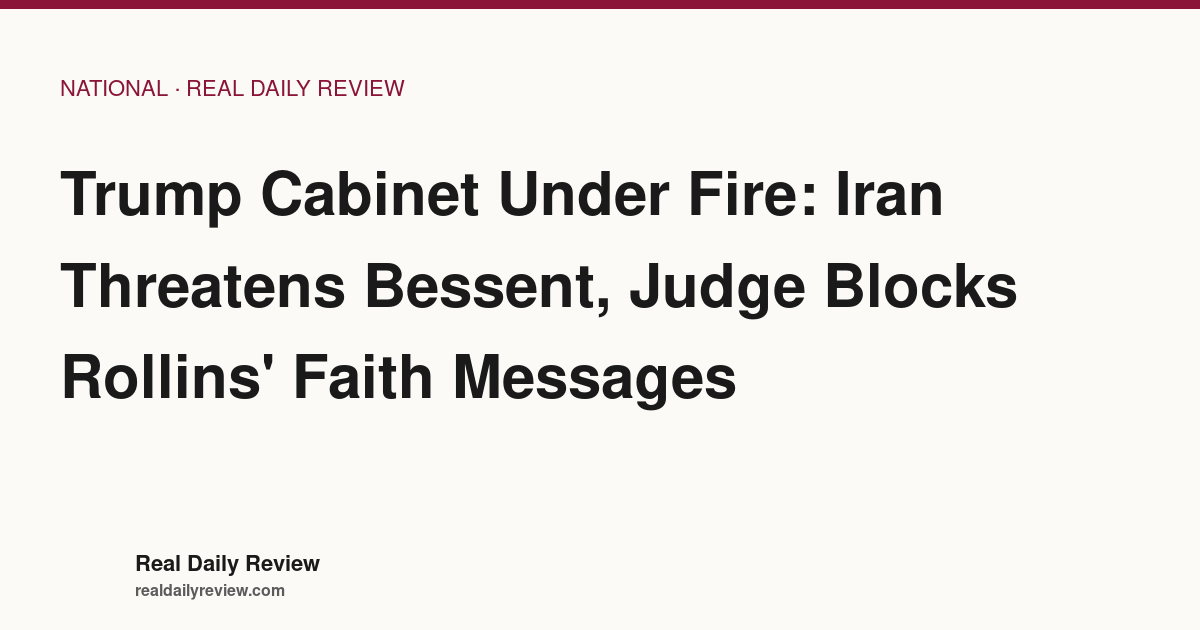 NATIONAL · REAL DAILY REVIEW
Trump Cabinet Under Fire: Iran
Threatens Bessent, Judge Blocks
Rollins' Faith Messages
Real Daily Review
realdailyreview.com